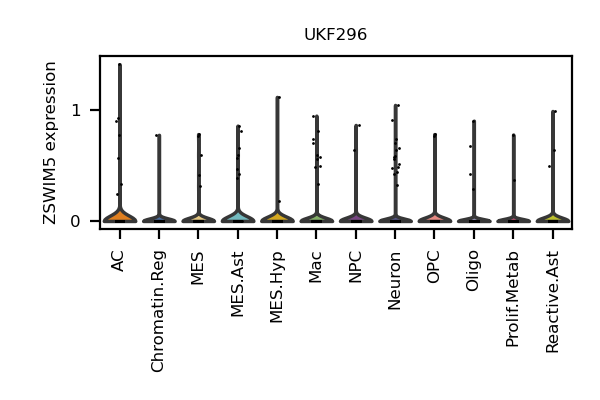 UKF296
ZSWIM5 expression
1
0
AC
Chromatin.Reg
MES
MES.Ast
MES.Hyp
Mac
NPC
Neuron
OPC
Oligo
Prolif.Metab
Reactive.Ast